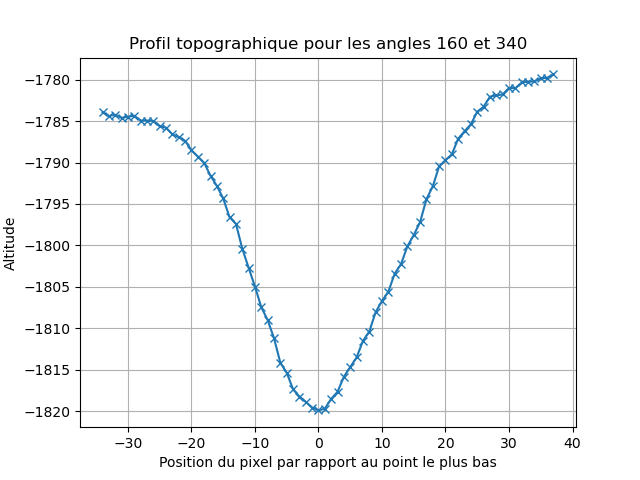 Profil topographique pour les angles 160 et 340
Altitude
−1780
−1785
−1790
−1795
−1800
−1805
−1810
−1815
−1820
−30 −20 −10 0 10 20 30 40
Position du pixel par rapport au point le plus bas